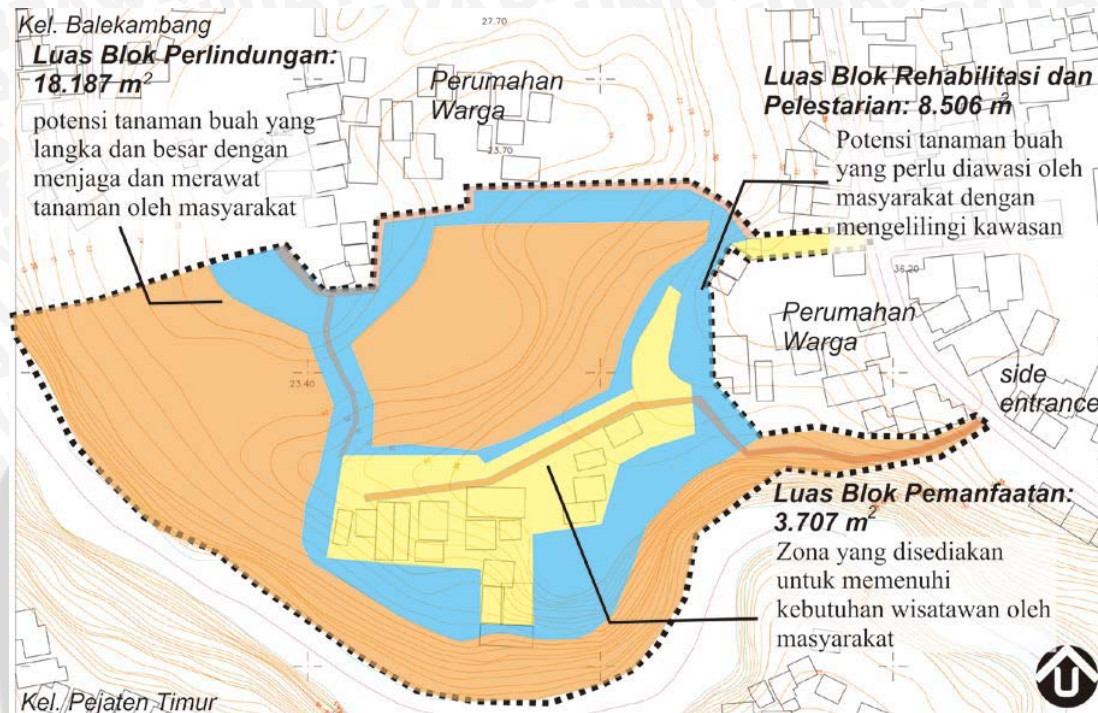 Kel. Balekambang
Luas Blok Perlindungan:
18.187 m²
potensi tanaman buah yang
langka dan besar dengan
menjaga dan merawat
tanaman oleh masyarakat
27.70
Perumahan
Warga
23.70
Luas Blok Rehabilitasi dan
Pelestarian: 8.506 m²
Potensi tanaman buah
yang perlu diawasi oleh
masyarakat dengan
mengelilingi kawasan
36.20
Perumahan
Warga
side
entrance
23.40
Luas Blok Pemanfaatan:
3.707 m²
Zona yang disediakan
untuk memenuhi
kebutuhan wisatawan oleh
masyarakat
Kel. Pejaten Timur
U